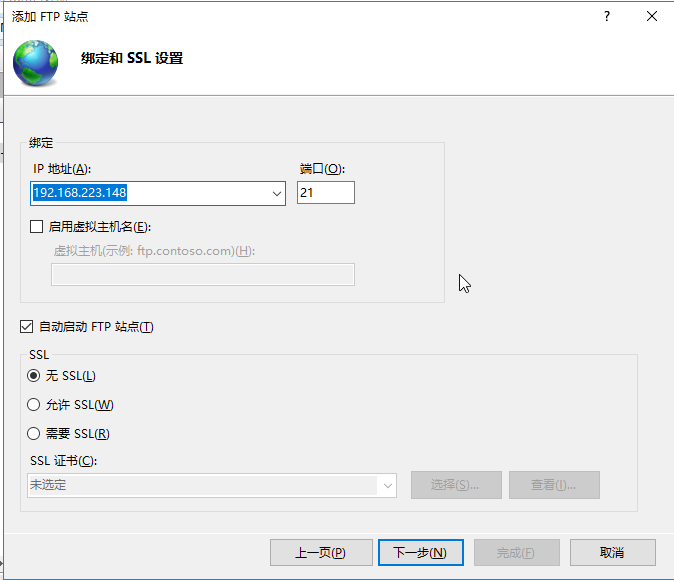 添加 FTP 站点
绑定和 SSL 设置
绑定
IP 地址(A): 端口(O):
192.168.223.148 21
启用虚拟主机名(E):
虚拟主机(示例: ftp.contoso.com)(H):
自动启动 FTP 站点(T)
SSL
无 SSL(L)
允许 SSL(W)
需要 SSL(R)
SSL 证书(C):
未选定 选择(S)... 查看(I)...
上一页(P) 下一步(N) 完成(F) 取消